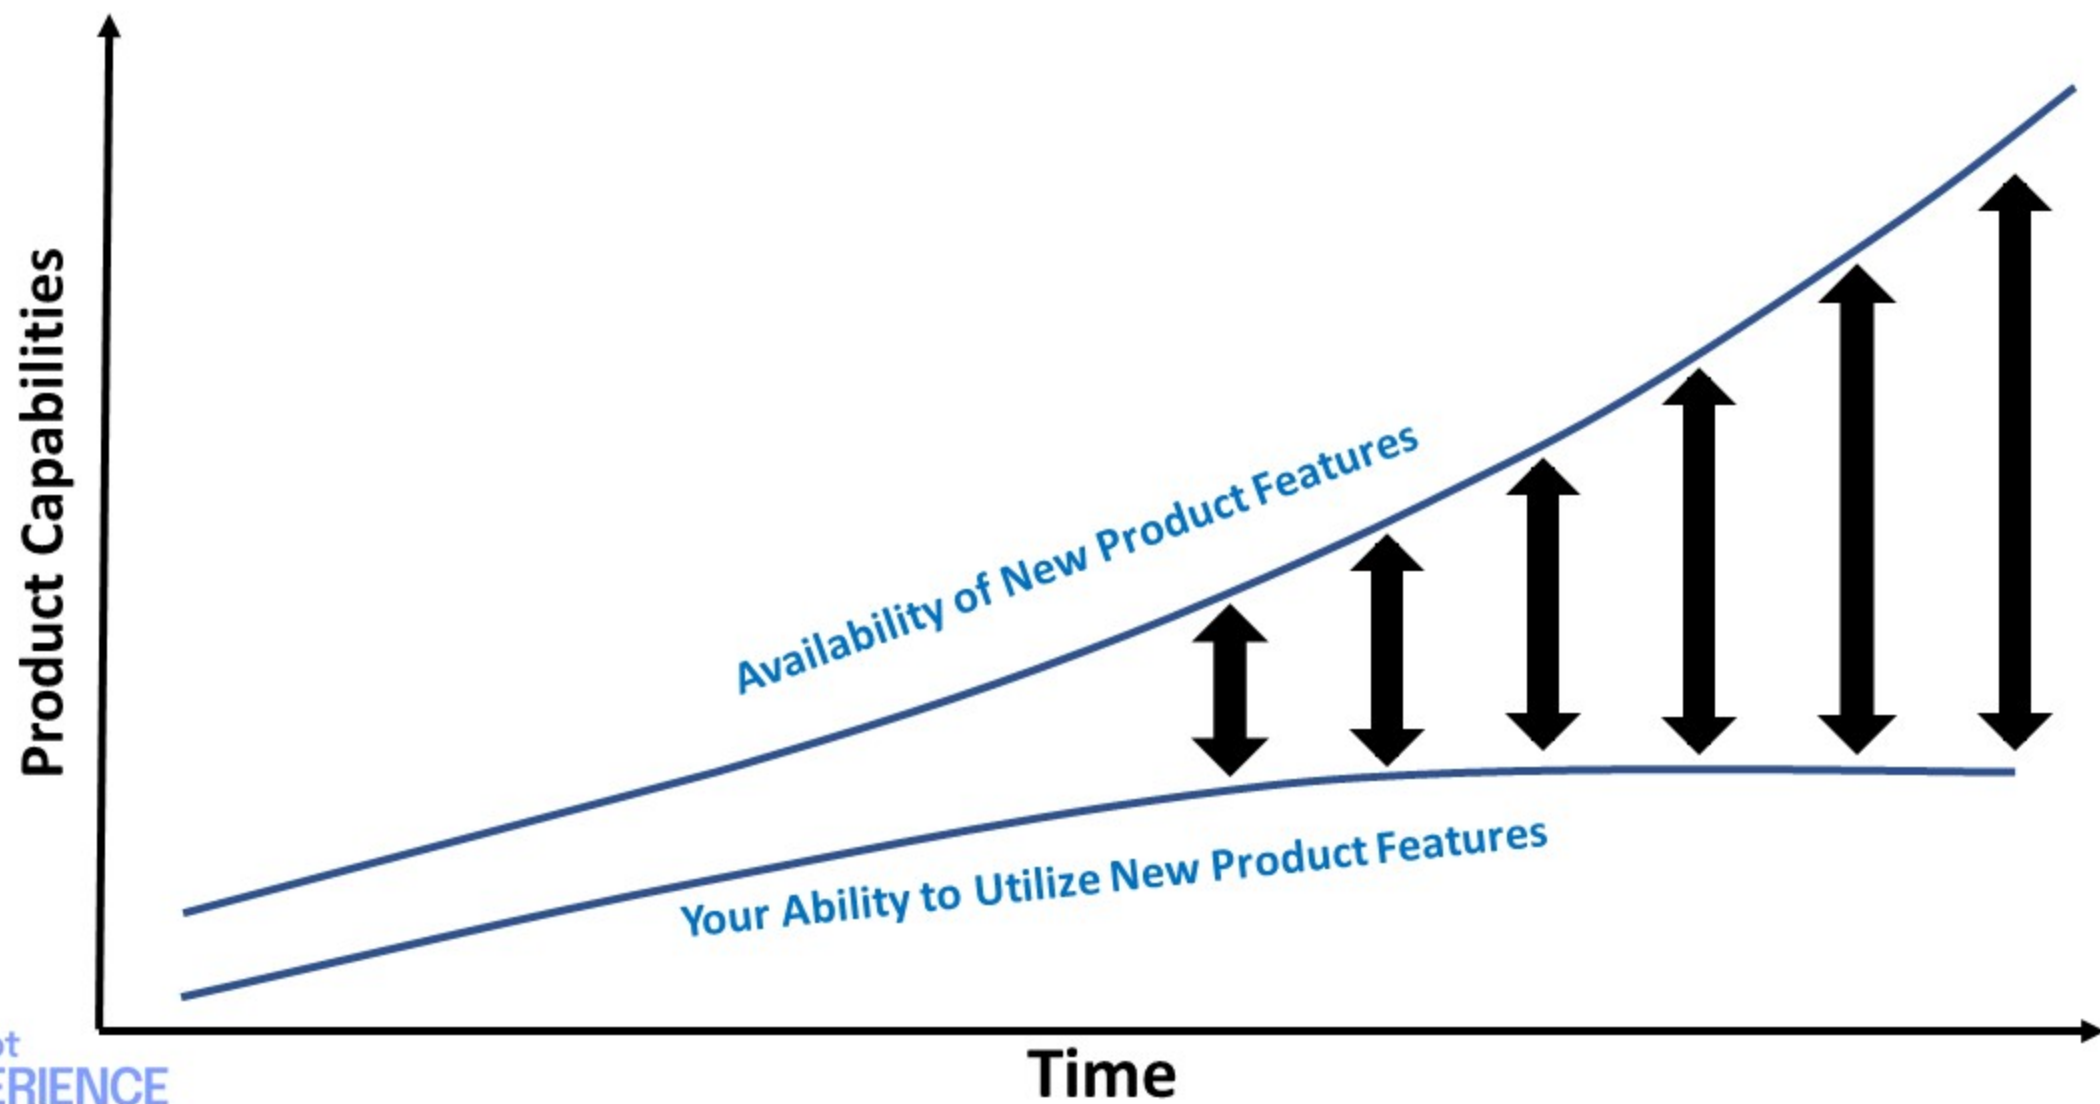 Product Capabilities
Availability of New Product Features
Your Ability to Utilize New Product Features
Time